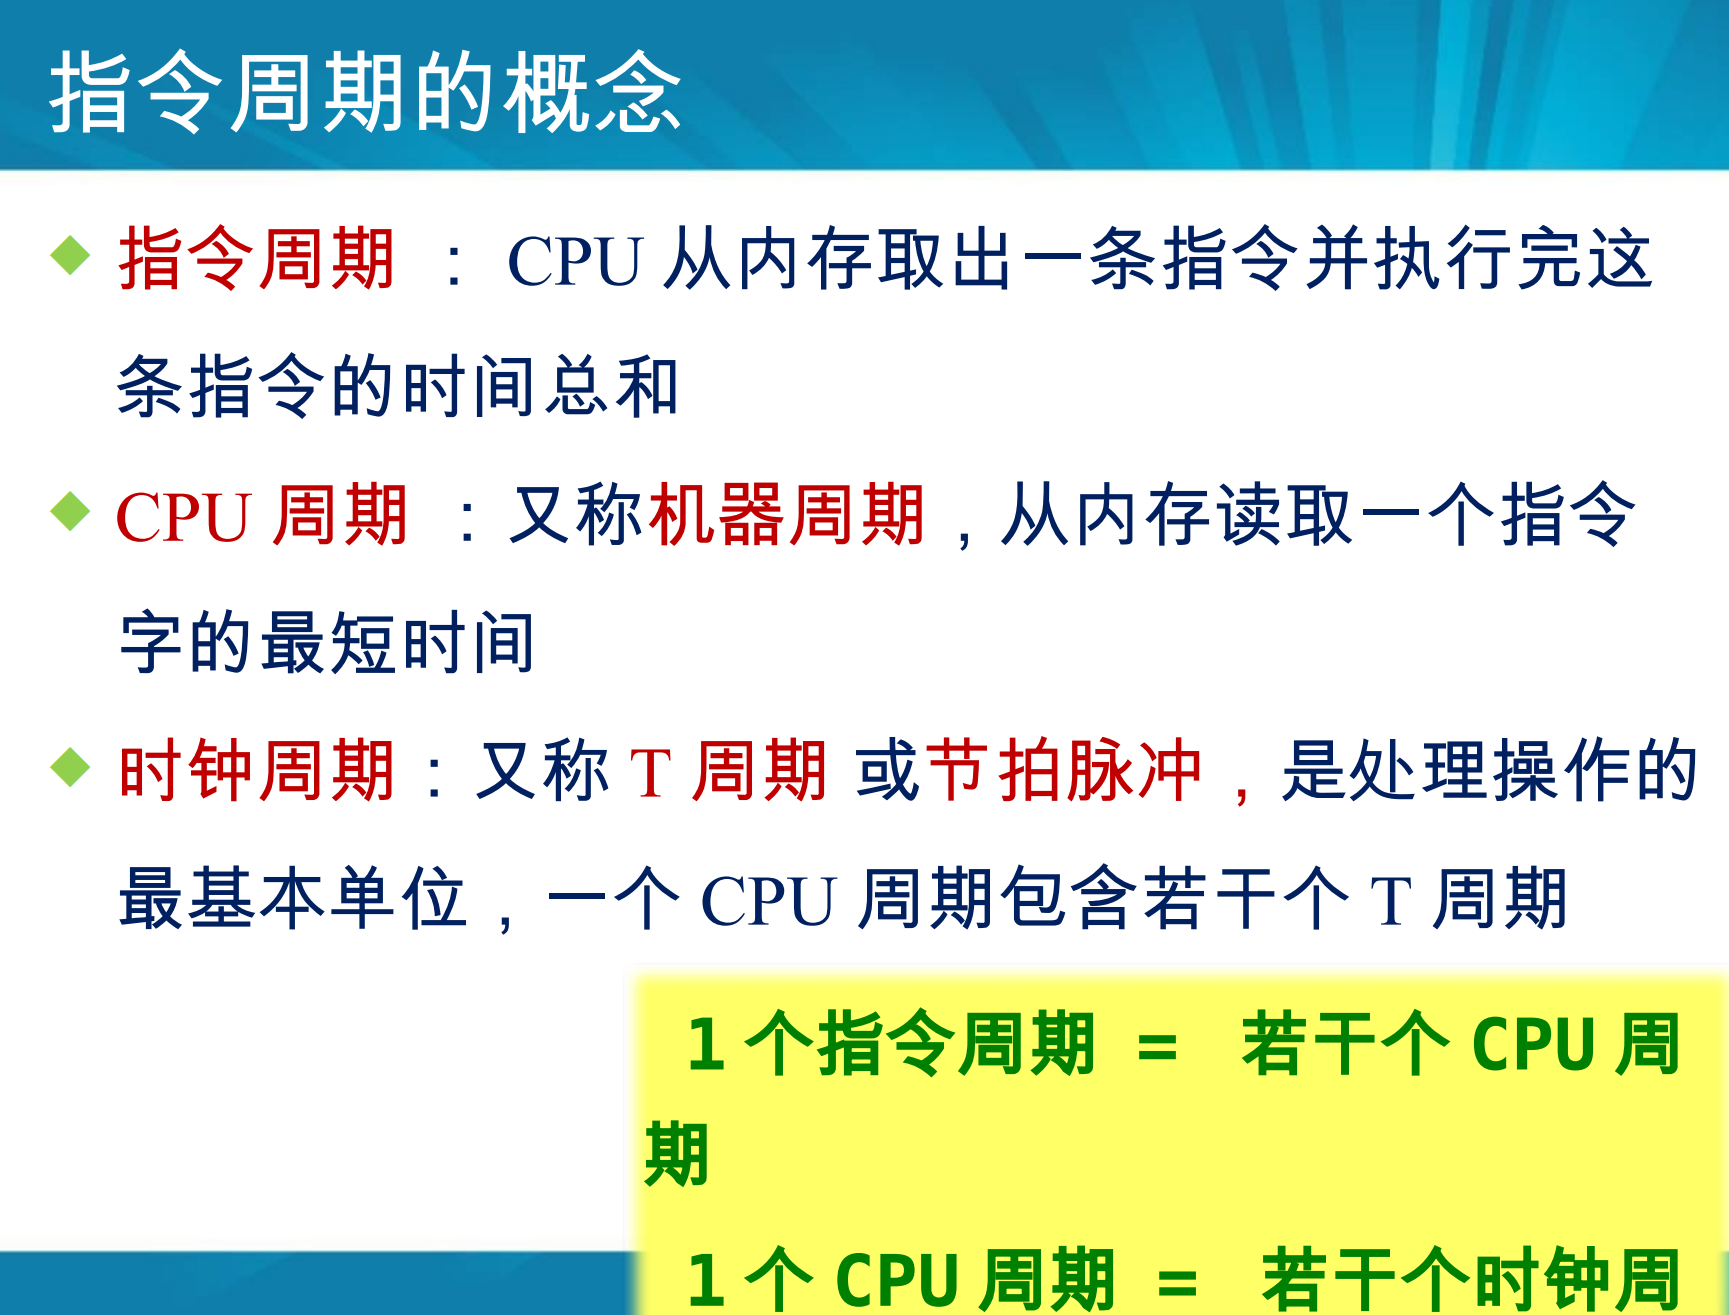 指令周期的概念
指令周期 ：CPU 从内存取出一条指令并执行完这
条指令的时间总和
CPU 周期 ：又称机器周期，从内存读取一个指令
字的最短时间
时钟周期：又称 T 周期 或节拍脉冲，是处理操作的
最基本单位，一个 CPU 周期包含若干个 T 周期
1 个指令周期 = 若干个 CPU 周
期
1 个 CPU 周期 = 若干个时钟周